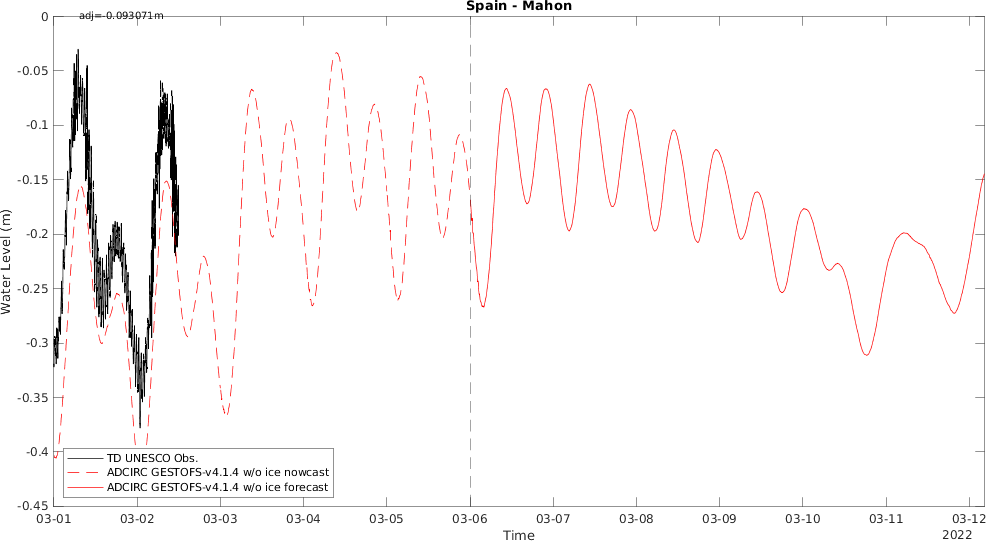 Spain - Mahon
adj=-0.093071m
0
-0.05
-0.1
-0.15
-0.2
-0.25
-0.3
-0.35
-0.4
-0.45
Water Level (m)
TD UNESCO Obs.
ADCIRC GESTOFS-v4.1.4 w/o ice nowcast
ADCIRC GESTOFS-v4.1.4 w/o ice forecast
03-01 03-02 03-03 03-04 03-05 03-06 03-07 03-08 03-09 03-10 03-11 03-12
Time
2022